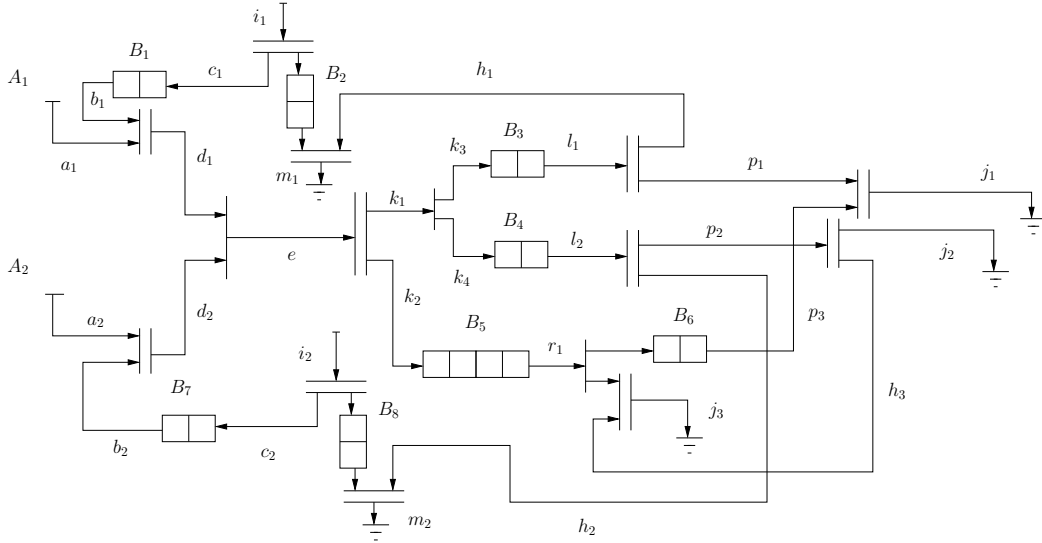 i₁
B₁
c₁
B₂
h₁
A₁
b₁
a₁
d₁
m₁
k₃
B₃
l₁
p₁
k₁
j₁
B₄
l₂
p₂
e
k₄
j₂
A₂
k₂
a₂
d₂
B₅
r₁
B₆
p₃
i₂
B₇
B₈
j₃
h₃
b₂
c₂
m₂
h₂